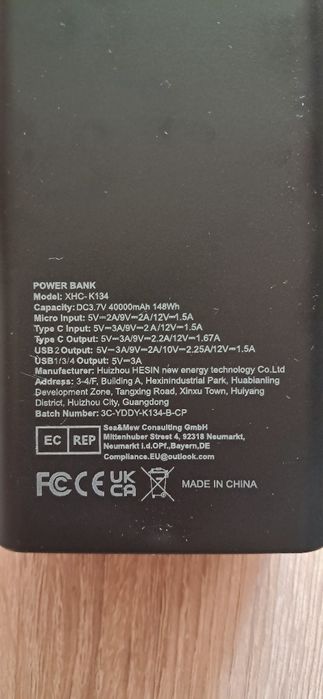 POWER BANK
Model: XHC- K134
Capacity: DC3.7V 40000mAh 148Wh
Micro Input: 5V⎓2A/9V⎓2A/12V⎓1.5A
Type C Input: 5V⎓3A/9V⎓2A/12V⎓1.5A
Type C Output: 5V⎓3A/9V⎓2.2A/12V⎓1.67A
USB 2 Output: 5V⎓3A/9V⎓2A/10V⎓2.25A/12V⎓1.5A
USB 1/3/4 Output: 5V⎓3A
Manufacturer: Huizhou HESIN new energy technology Co.Ltd
Address: 3-4/F, Building A, Hexinindustrial Park, Huabianling
Development Zone, Tangxing Road, Xinxu Town, Huiyang
District, Huizhou City, Guangdong
Batch Number: 3C-YDDY-K134-B-CP
EC REP
Sea&Mew Consulting GmbH
Mittenhuber Street 4, 92318 Neumarkt,
Neumarkt i.d.OPf.,Bayern,DE
Compliance.EU@outlook.com
FC CE UK CA MADE IN CHINA